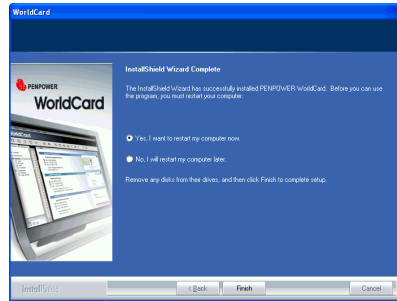 WorldCard
InstallShield Wizard Complete
The InstallShield Wizard has successfully installed PENPOWER WorldCard. Before you can use
the program, you must restart your computer.
PENPOWER
WorldCard
Yes, I want to restart my computer now.
No, I will restart my computer later.
Remove any disks from their drives, and then click Finish to complete setup.
InstallShield
< Back
Finish
Cancel